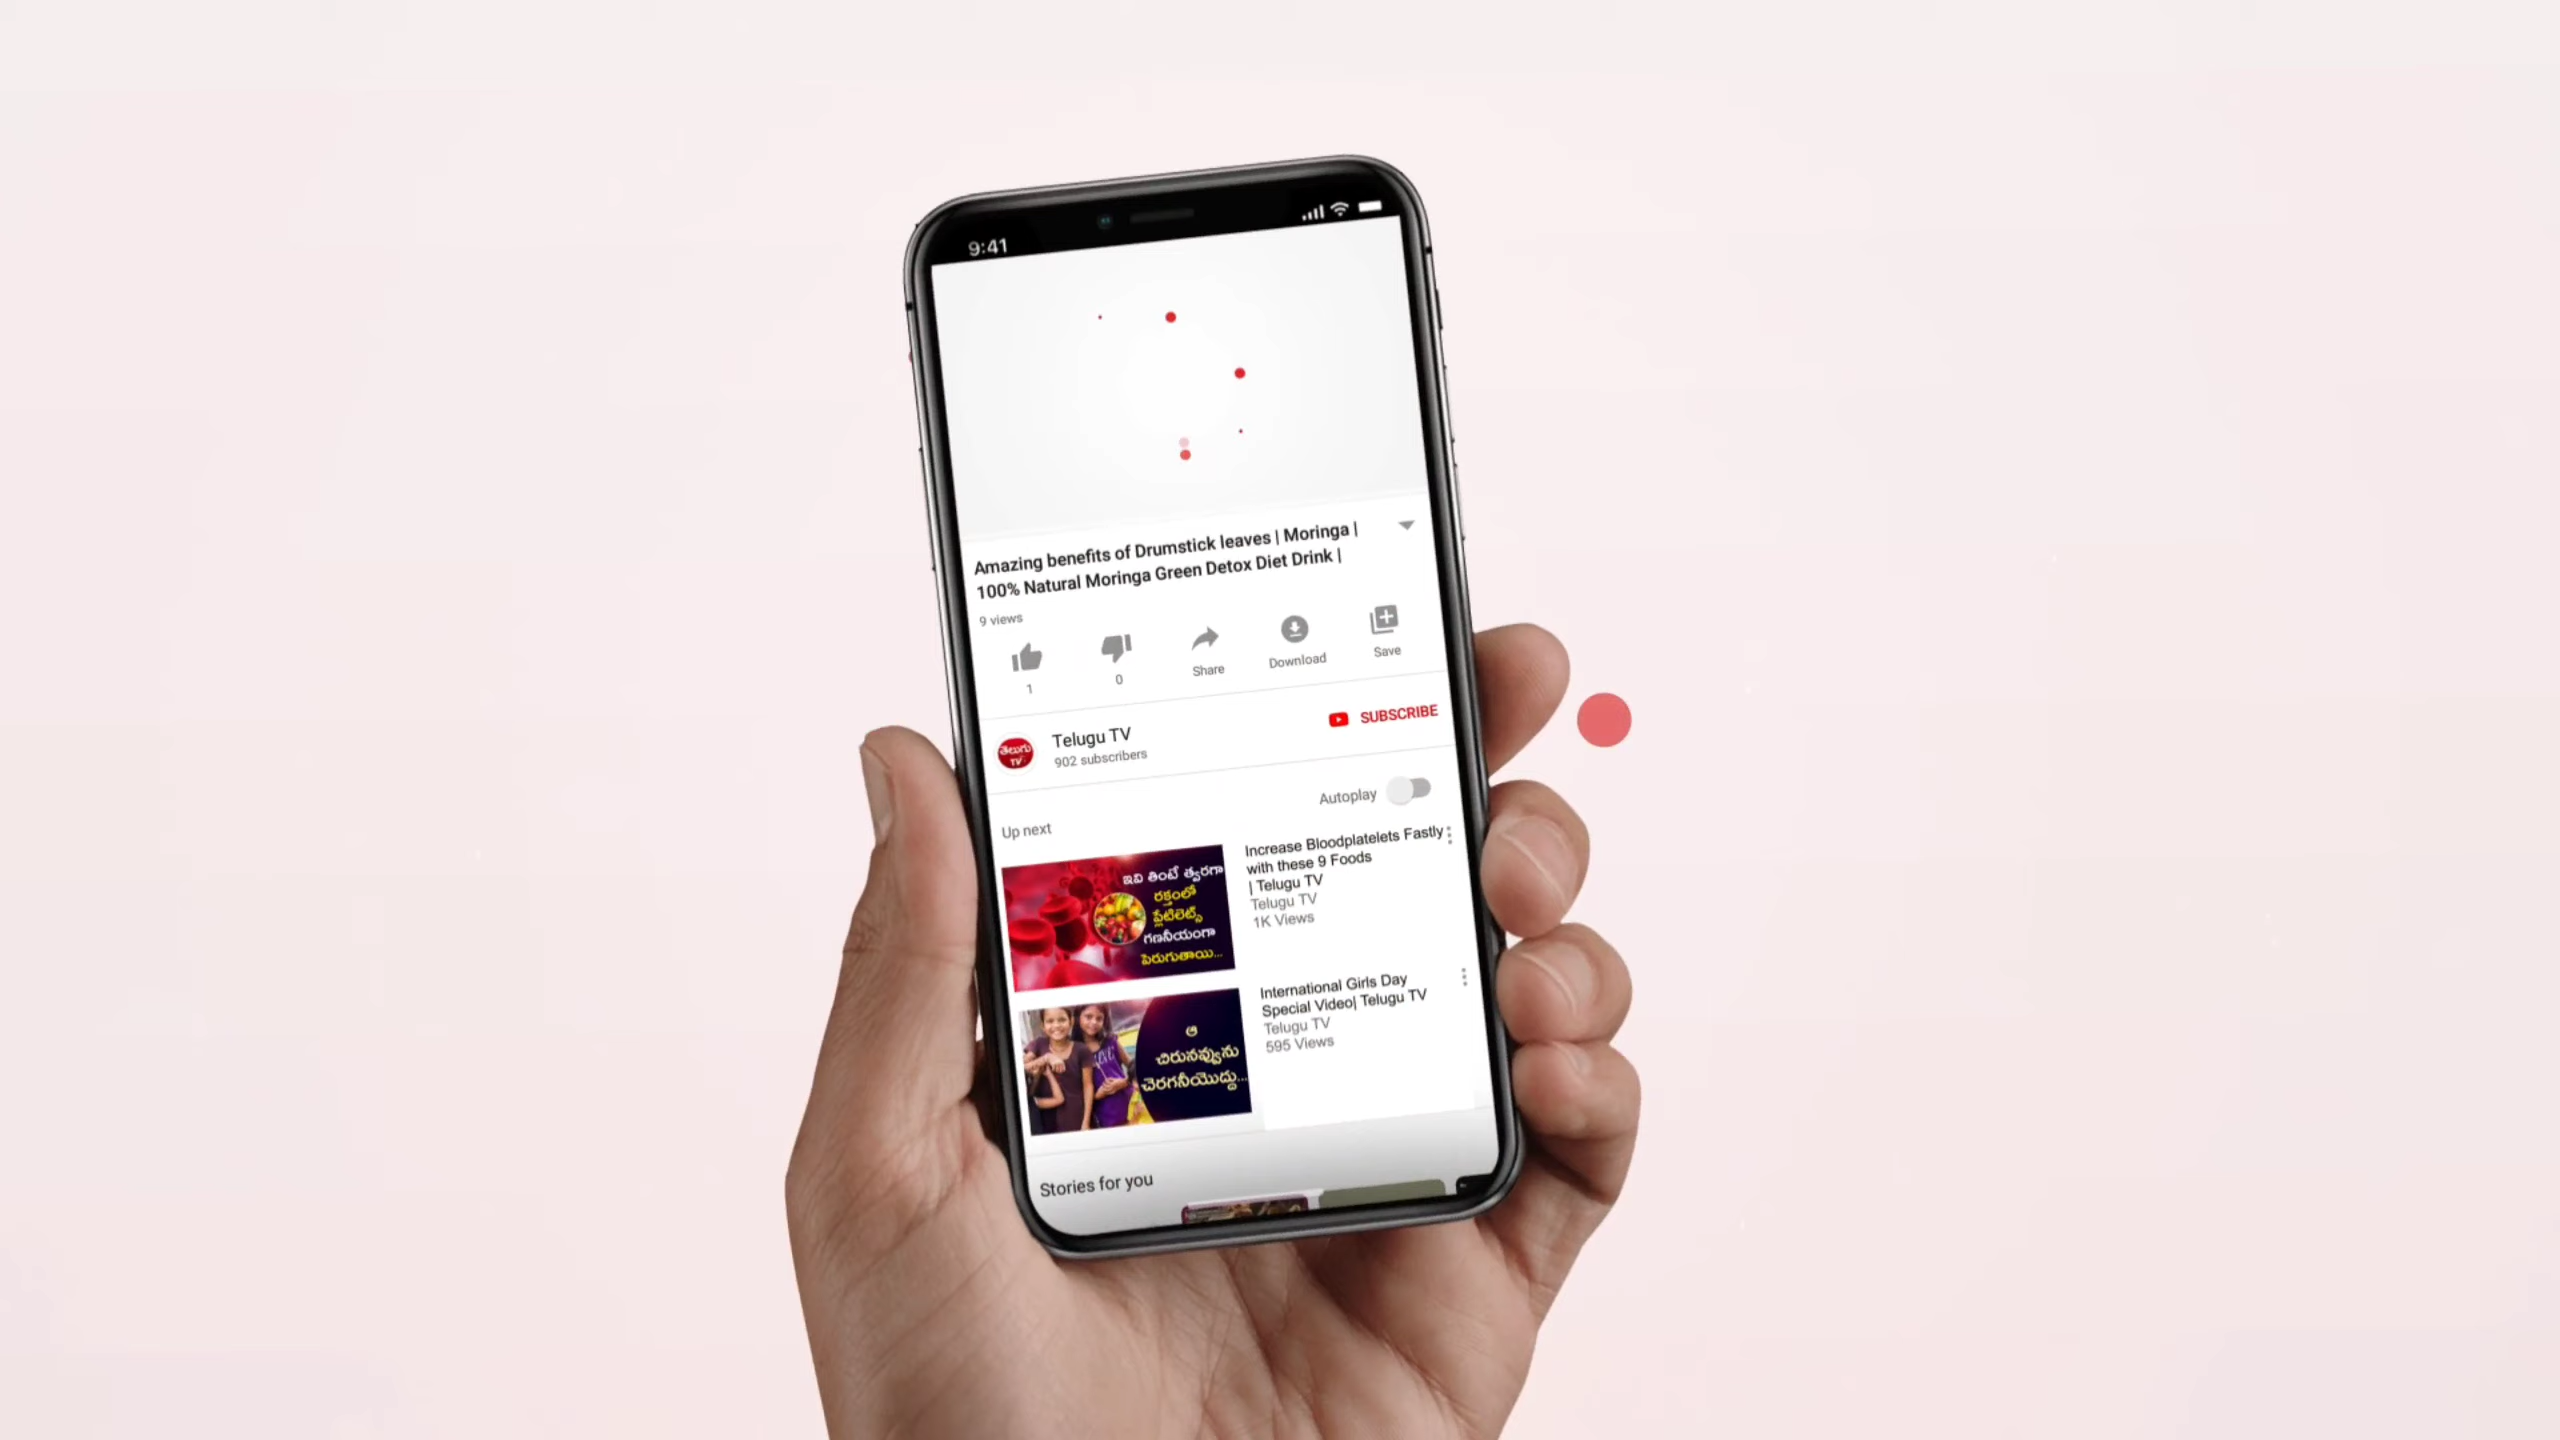 9:41
Amazing benefits of Drumstick leaves | Moringa |
100% Natural Moringa Green Detox Diet Drink |
9 views
1
0
Share
Download
Save
తెలుగు
TV
Telugu TV
902 subscribers
SUBSCRIBE
Autoplay
Up next
ఇవి తింటే త్వరగా
రక్తంలో
ప్లేటిలెట్స్
గణనీయంగా
పెరుగుతాయి...
Increase Bloodplatelets Fastly
with these 9 Foods
| Telugu TV
Telugu TV
1K Views
ఆ
చిరునవ్వును
చెరగనీయొద్దు...
International Girls Day
Special Video| Telugu TV
Telugu TV
595 Views
Stories for you